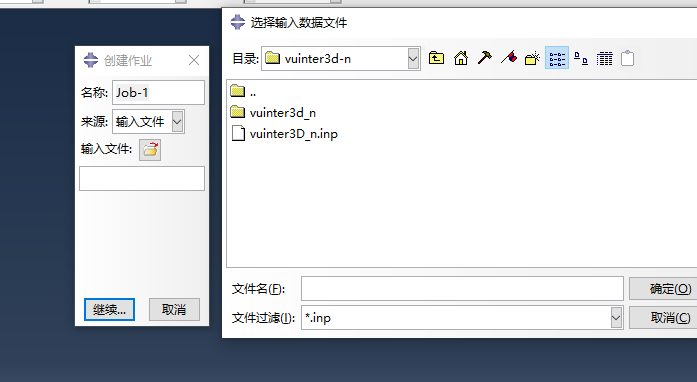 创建作业
名称: Job-1
来源: 输入文件
输入文件:
继续...
取消
选择输入数据文件
目录: vuinter3d-n
..
vuinter3d_n
vuinter3D_n.inp
文件名(F):
确定(O)
文件过滤(I): *.inp
取消(C)